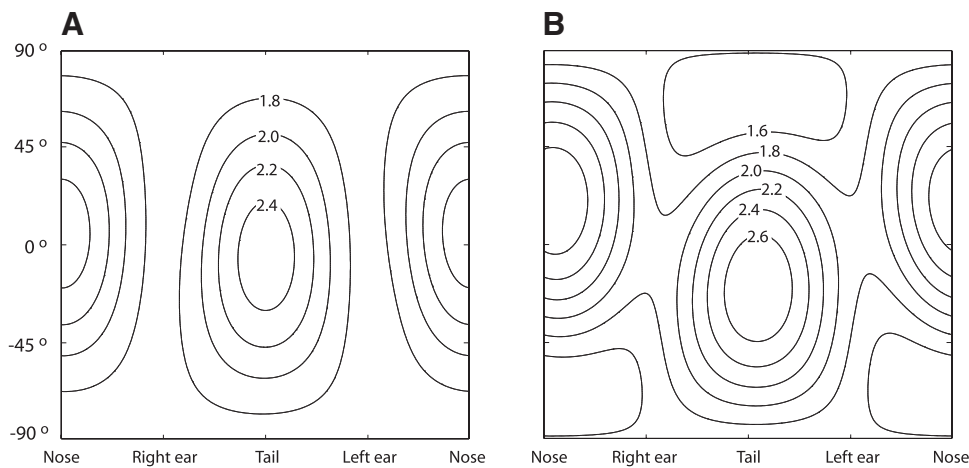 A
B
90 º
45 º
0 º
-45 º
-90 º
1.8
2.0
2.2
2.4
1.6
1.8
2.0
2.2
2.4
2.6
Nose Right ear Tail Left ear Nose
Nose Right ear Tail Left ear Nose